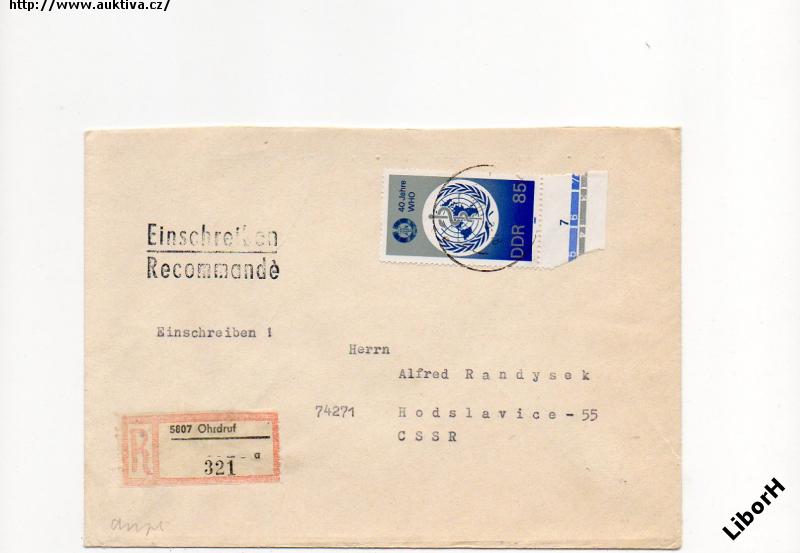 http://www.auktiva.cz/
40 Jahre
WHO
DDR 85
7
Einschreiben
Recommandé
Einschreiben !
Herrn
Alfred Randysek
74271 Hodslavice-55
CSSR
R
5807 Ohrdruf
a
321
LiborH